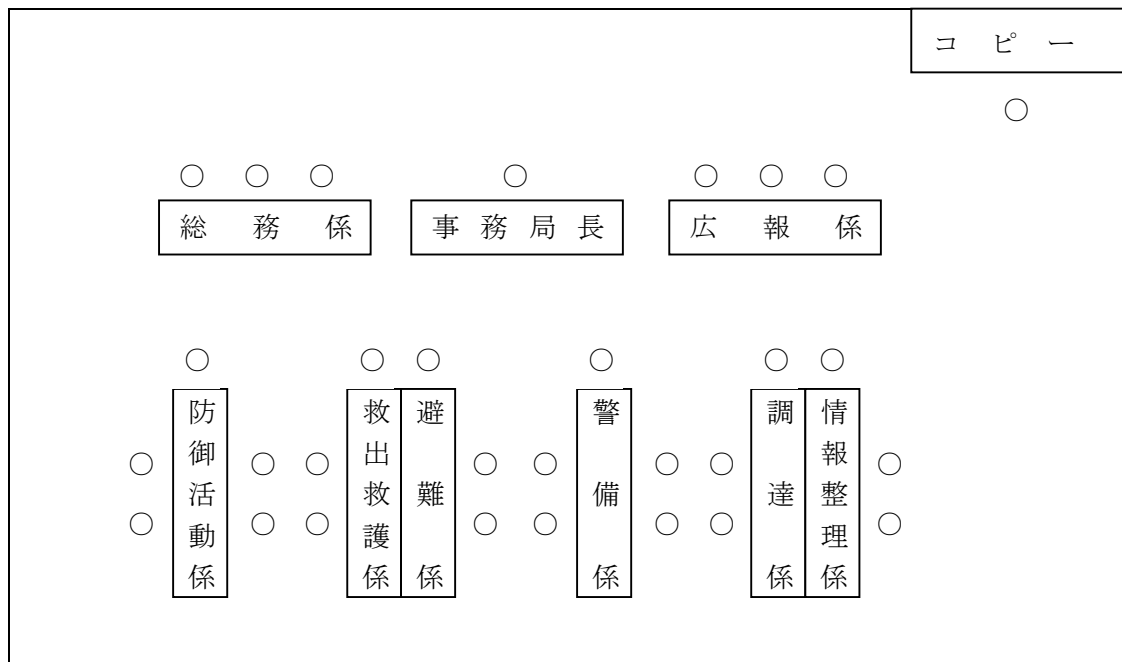 コピー
総務係
事務局長
広報係
防御活動係
救出救護係
避難係
警備係
調達係
情報整理係